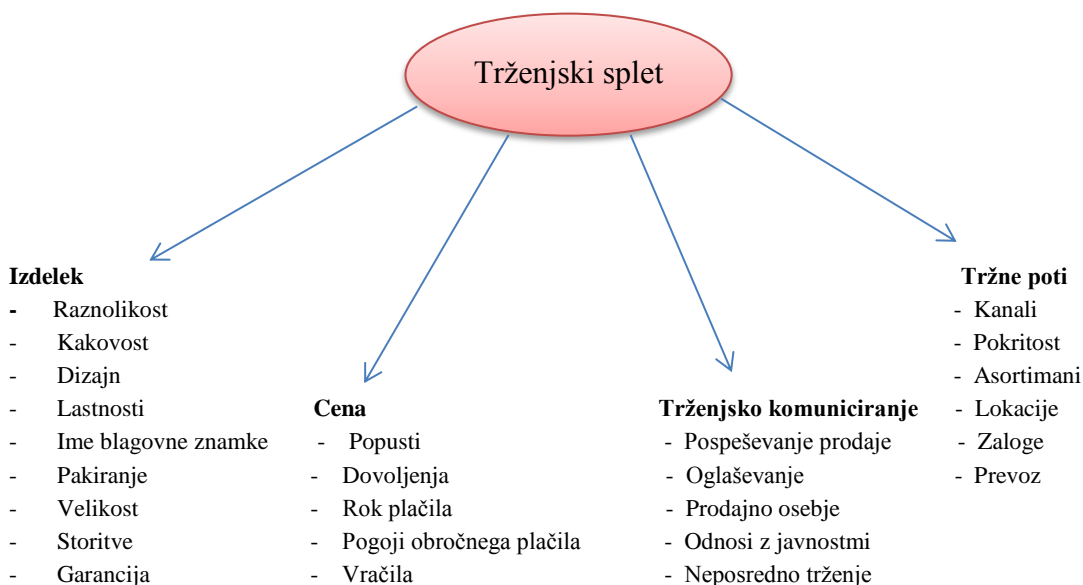 Trženjski splet
Izdelek
- Raznolikost
- Kakovost
- Dizajn
- Lastnosti
- Ime blagovne znamke
- Pakiranje
- Velikost
- Storitve
- Garancija
Cena
- Popusti
- Dovoljenja
- Rok plačila
- Pogoji obročnega plačila
- Vračila
Trženjsko komuniciranje
- Pospeševanje prodaje
- Oglaševanje
- Prodajno osebje
- Odnosi z javnostmi
- Neposredno trženje
Tržne poti
- Kanali
- Pokritost
- Asortimani
- Lokacije
- Zaloge
- Prevoz